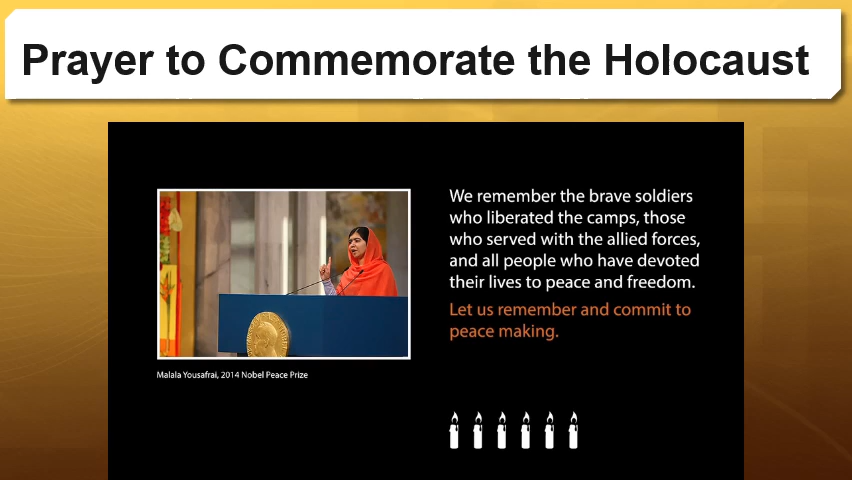 Prayer to Commemorate the Holocaust
We remember the brave soldiers
who liberated the camps, those
who served with the allied forces,
and all people who have devoted
their lives to peace and freedom.
Let us remember and commit to
peace making.
Malala Yousafrai, 2014 Nobel Peace Prize